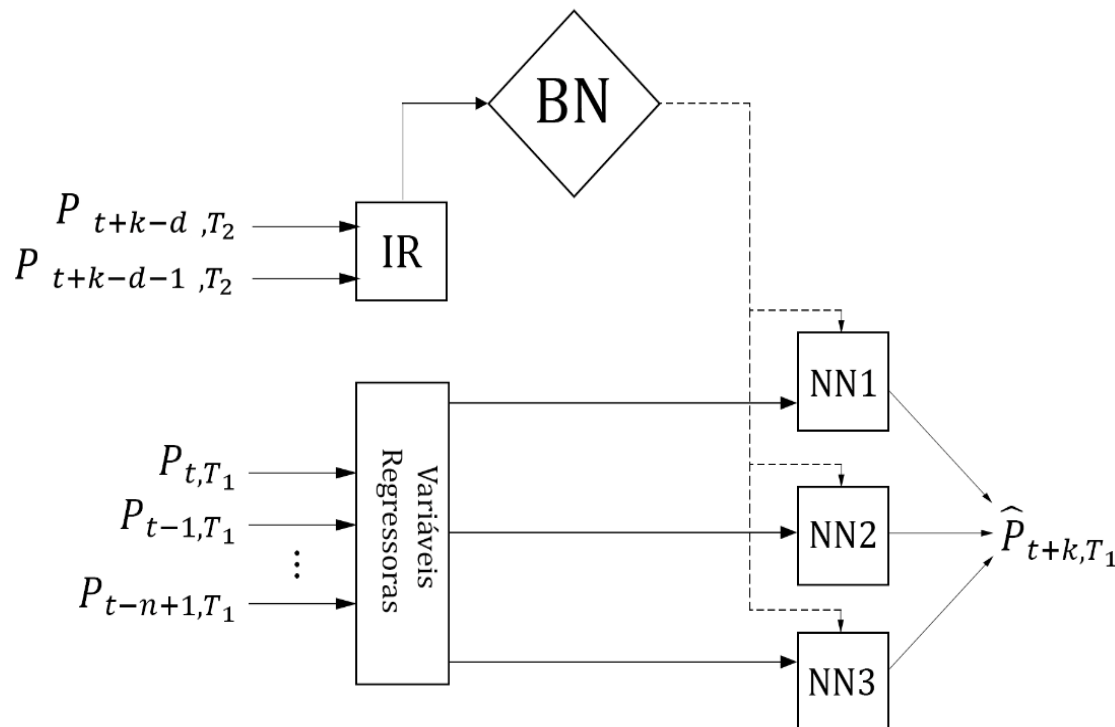 BN
P t+k−d ,T₂
P t+k−d−1 ,T₂
IR
NN1
P t,T₁
P t−1,T₁
⋮
P t−n+1,T₁
Variáveis
Regressoras
NN2
P̂ t+k,T₁
NN3